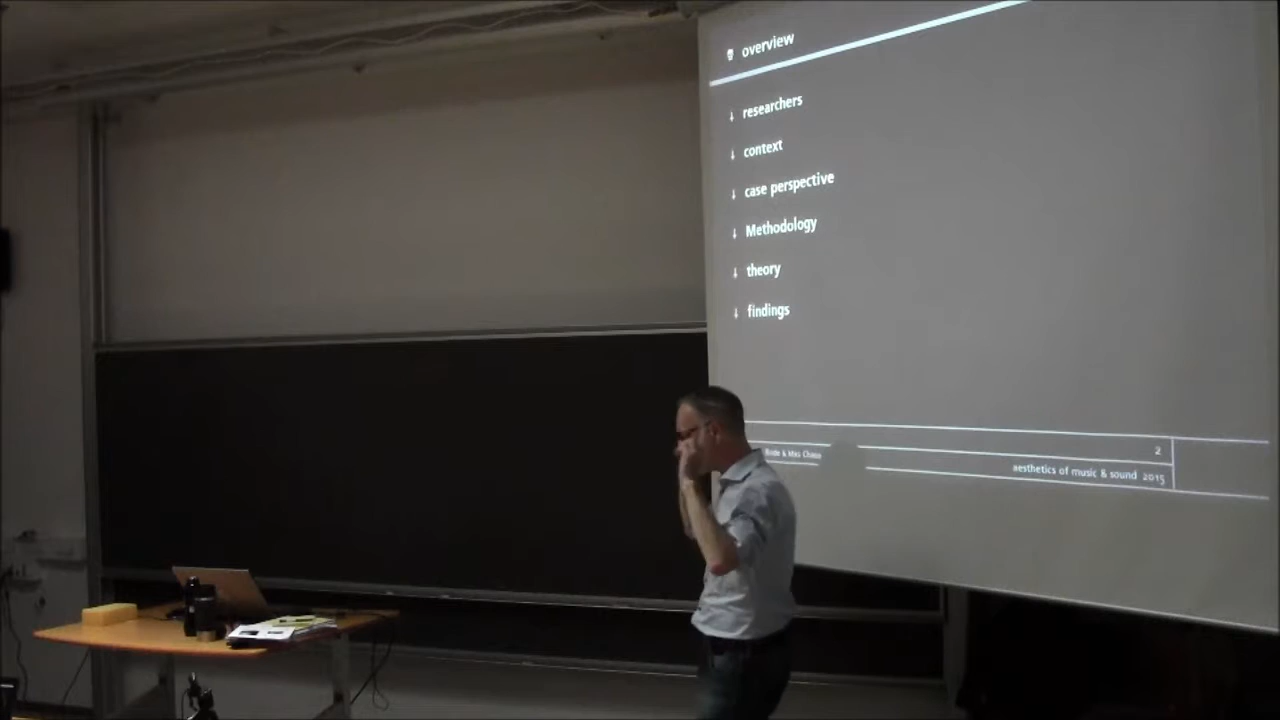 overview
researchers
context
case perspective
Methodology
theory
findings
2
aesthetics of music & sound 2015